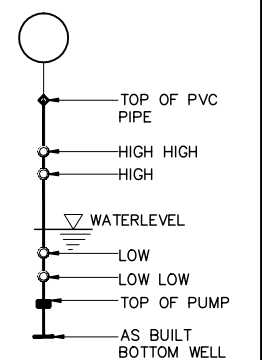 TOP OF PVC
PIPE
HIGH HIGH
HIGH
WATERLEVEL
LOW
LOW LOW
TOP OF PUMP
AS BUILT
BOTTOM WELL